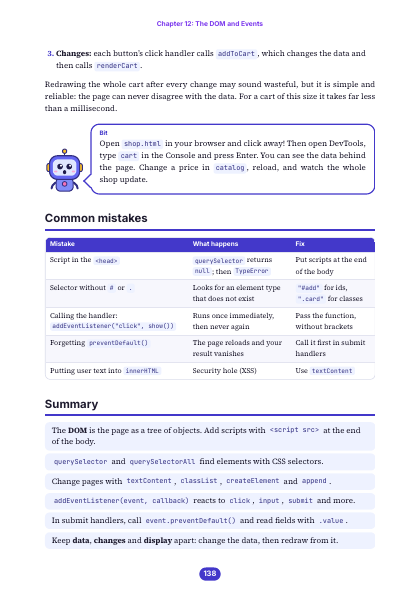 Chapter 12: The DOM and Events
3. Changes: each button's click handler calls addToCart, which changes the data and
then calls renderCart.
Redrawing the whole cart after every change may sound wasteful, but it is simple and
reliable: the page can never disagree with the data. For a cart of this size it takes far less
than a millisecond.
Bit
Open shop.html in your browser and click away! Then open DevTools,
type cart in the Console and press Enter. You can see the data behind
the page. Change a price in catalog, reload, and watch the whole
shop update.
Common mistakes
Mistake What happens Fix
Script in the <head> querySelector returns Put scripts at the end
null; then TypeError of the body
Selector without # or . Looks for an element type "#add" for ids,
that does not exist ".card" for classes
Calling the handler: Runs once immediately, Pass the function,
addEventListener("click", show()) then never again without brackets
Forgetting preventDefault() The page reloads and your Call it first in submit
result vanishes handlers
Putting user text into innerHTML Security hole (XSS) Use textContent
Summary
The DOM is the page as a tree of objects. Add scripts with <script src> at the end
of the body.
querySelector and querySelectorAll find elements with CSS selectors.
Change pages with textContent, classList, createElement and append.
addEventListener(event, callback) reacts to click, input, submit and more.
In submit handlers, call event.preventDefault() and read fields with .value.
Keep data, changes and display apart: change the data, then redraw from it.
138